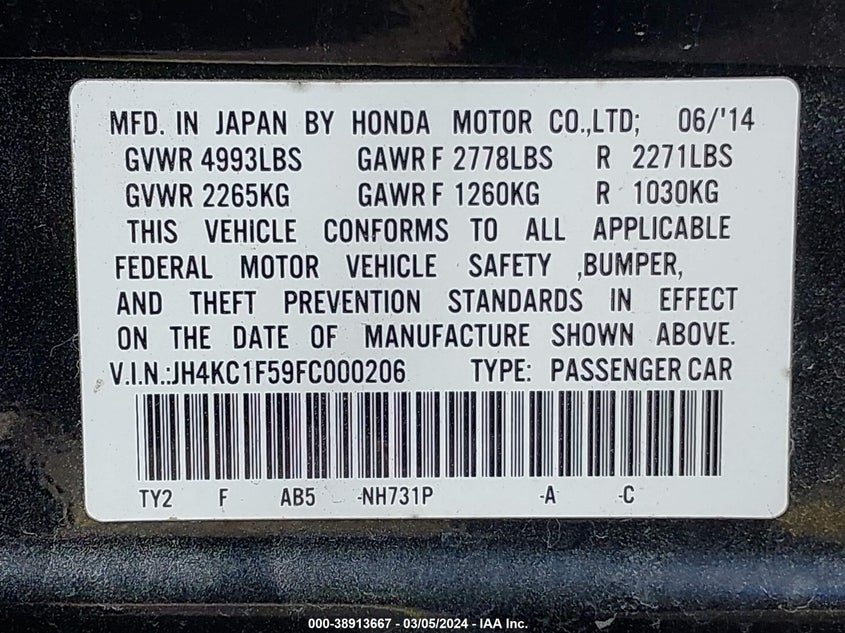 MFD. IN JAPAN BY HONDA MOTOR CO.,LTD; 06/'14
GVWR 4993LBS GAWR F 2778LBS R 2271LBS
GVWR 2265KG GAWR F 1260KG R 1030KG
THIS VEHICLE CONFORMS TO ALL APPLICABLE
FEDERAL MOTOR VEHICLE SAFETY ,BUMPER,
AND THEFT PREVENTION STANDARDS IN EFFECT
ON THE DATE OF MANUFACTURE SHOWN ABOVE.
V.I.N.:JH4KC1F59FC000206 TYPE: PASSENGER CAR
TY2 F AB5 -NH731P -A -C
000-38913667 - 03/05/2024 - IAA Inc.